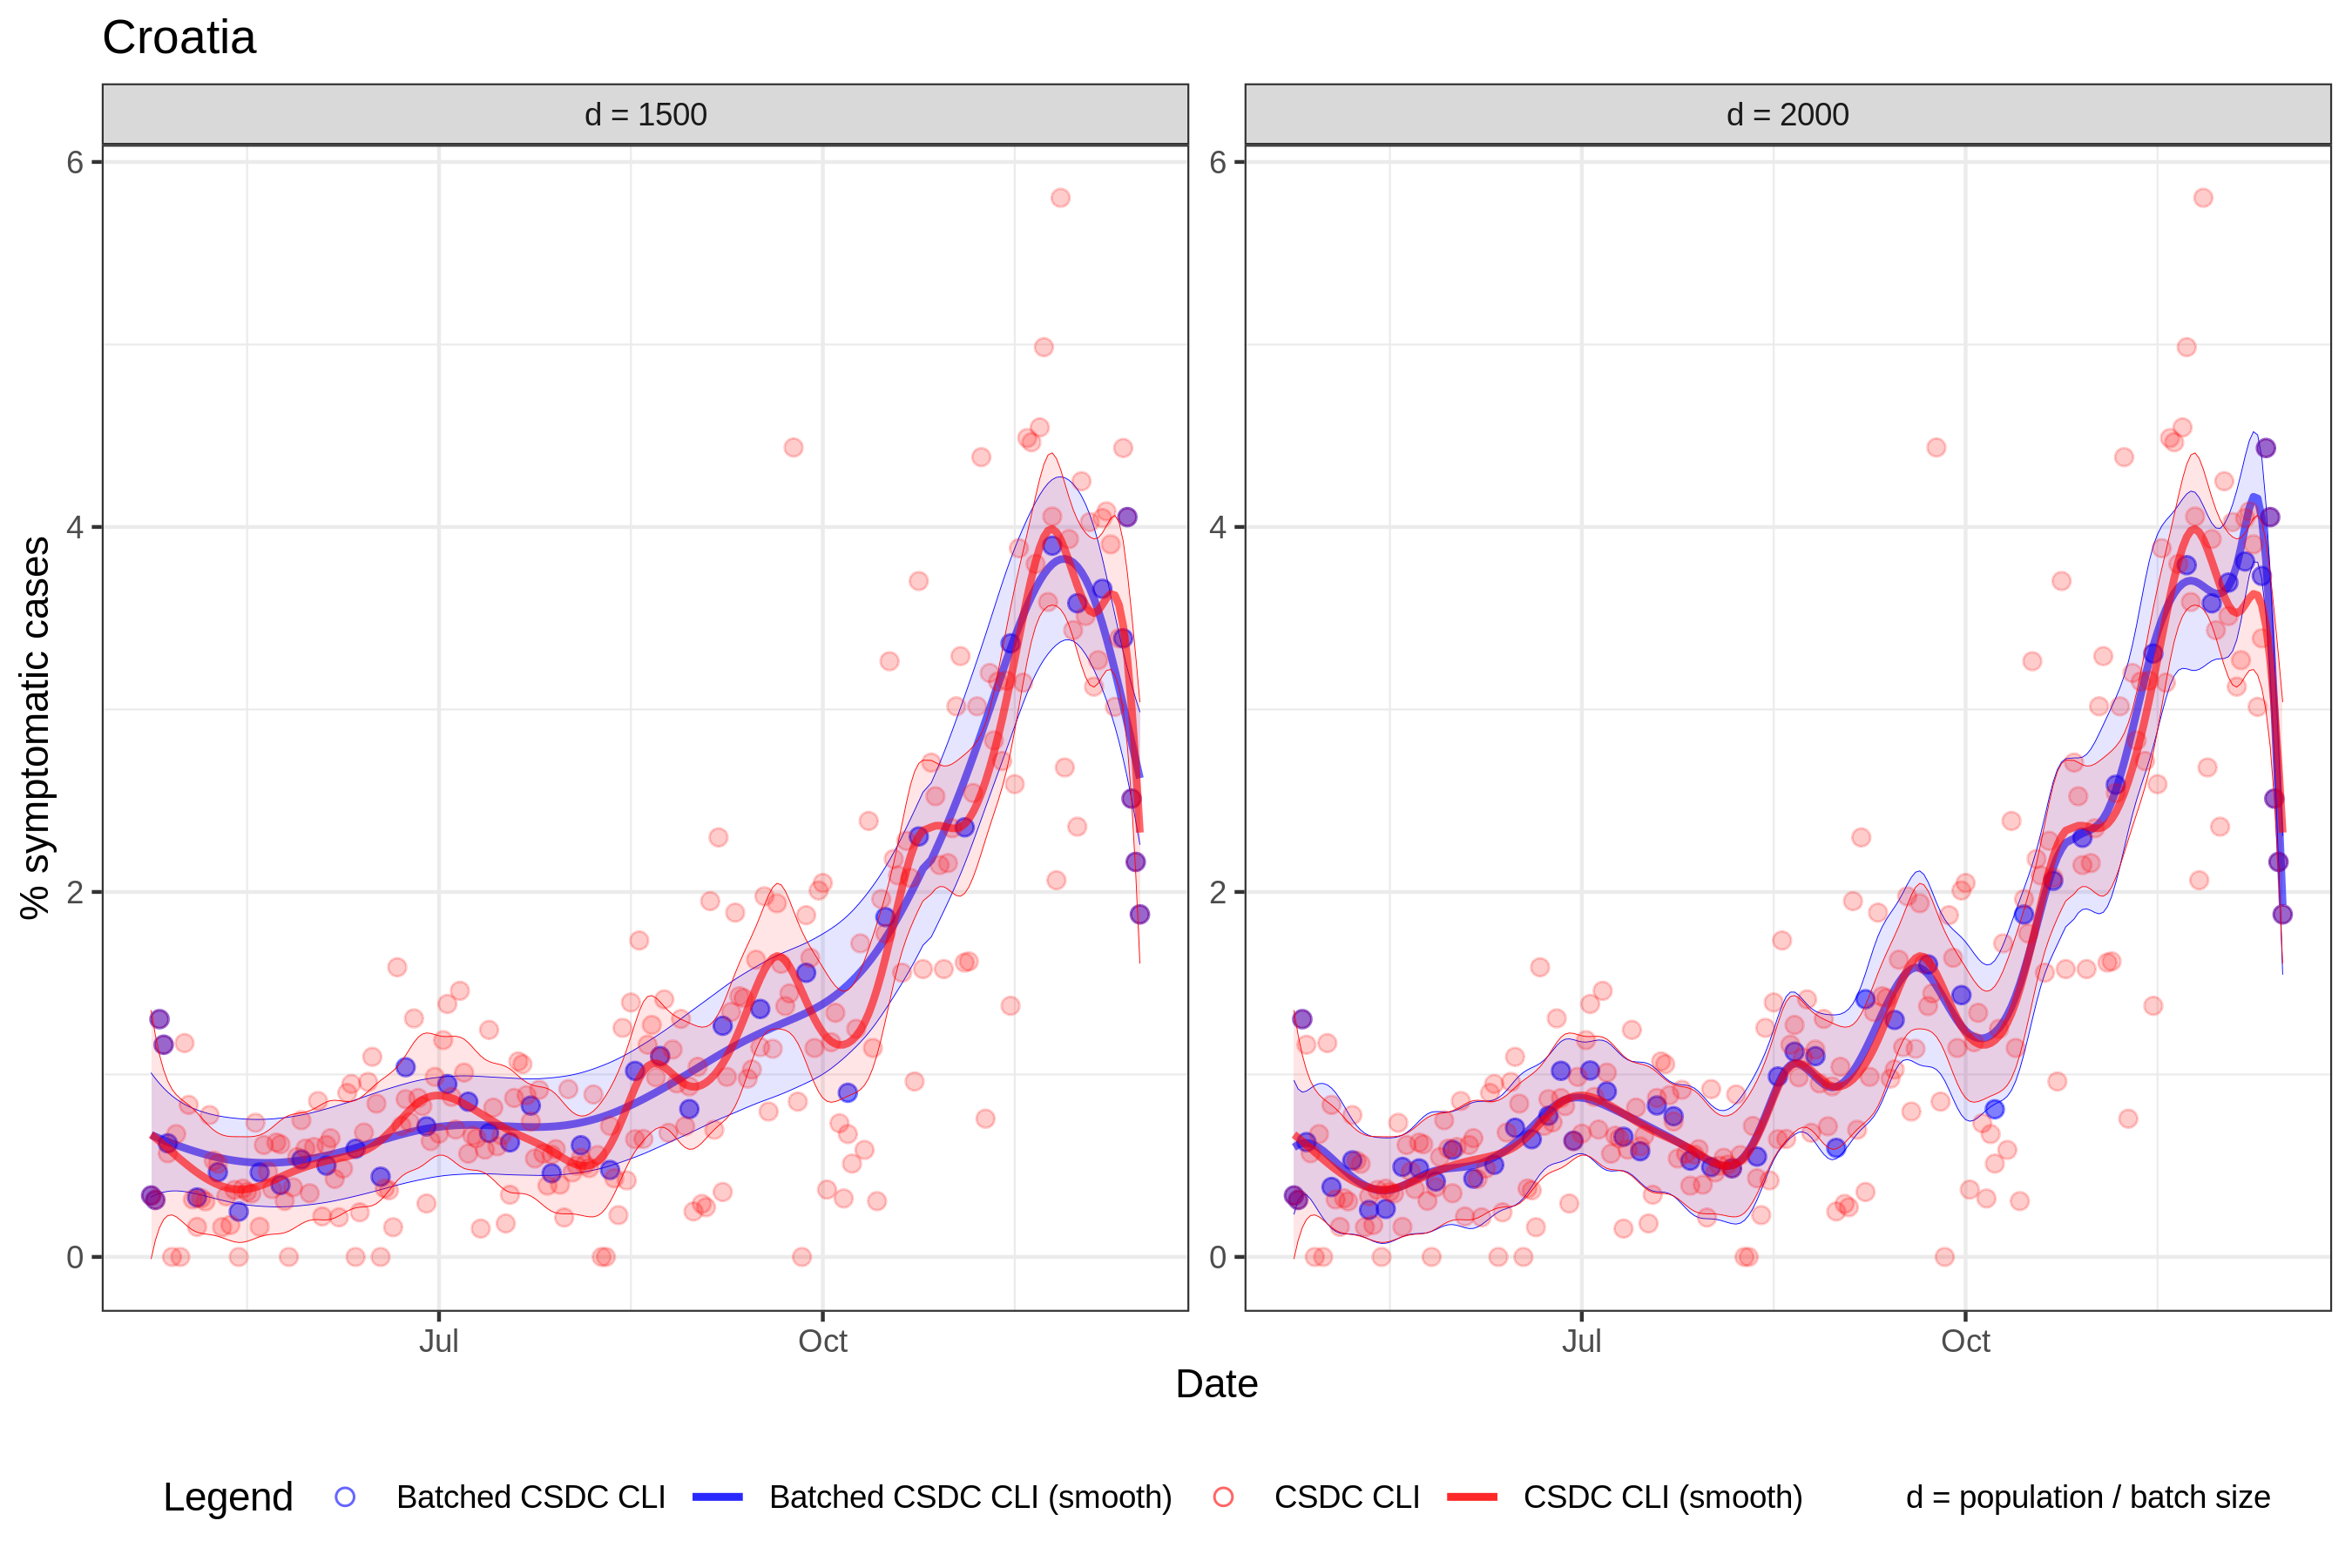 Croatia
d = 1500
d = 2000
6
4
2
0
6
4
2
0
% symptomatic cases
Jul
Oct
Jul
Oct
Date
Legend
Batched CSDC CLI
Batched CSDC CLI (smooth)
CSDC CLI
CSDC CLI (smooth)
d = population / batch size